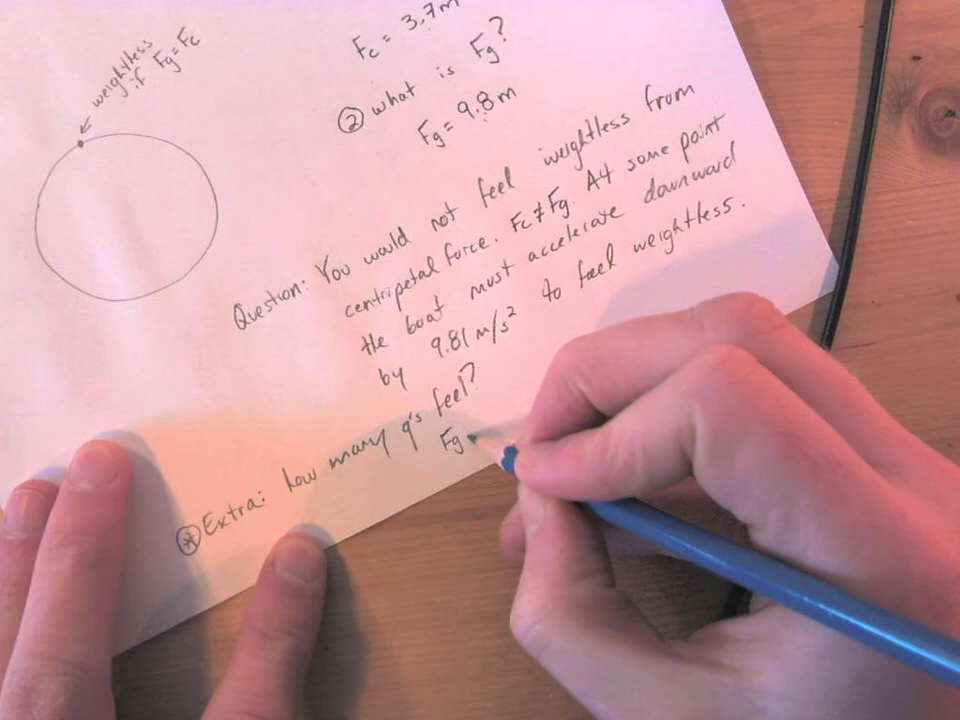 weightless
if Fg=Fc
Fc = 3.7m
② what is Fg?
Fg = 9.8m
Question: You would not feel weightless from
centripetal force. Fc≠Fg. At some point
the boat must accelerate downward
by 9.81 m/s² to feel weightless.
⊛ Extra: how many g's feel?
Fg